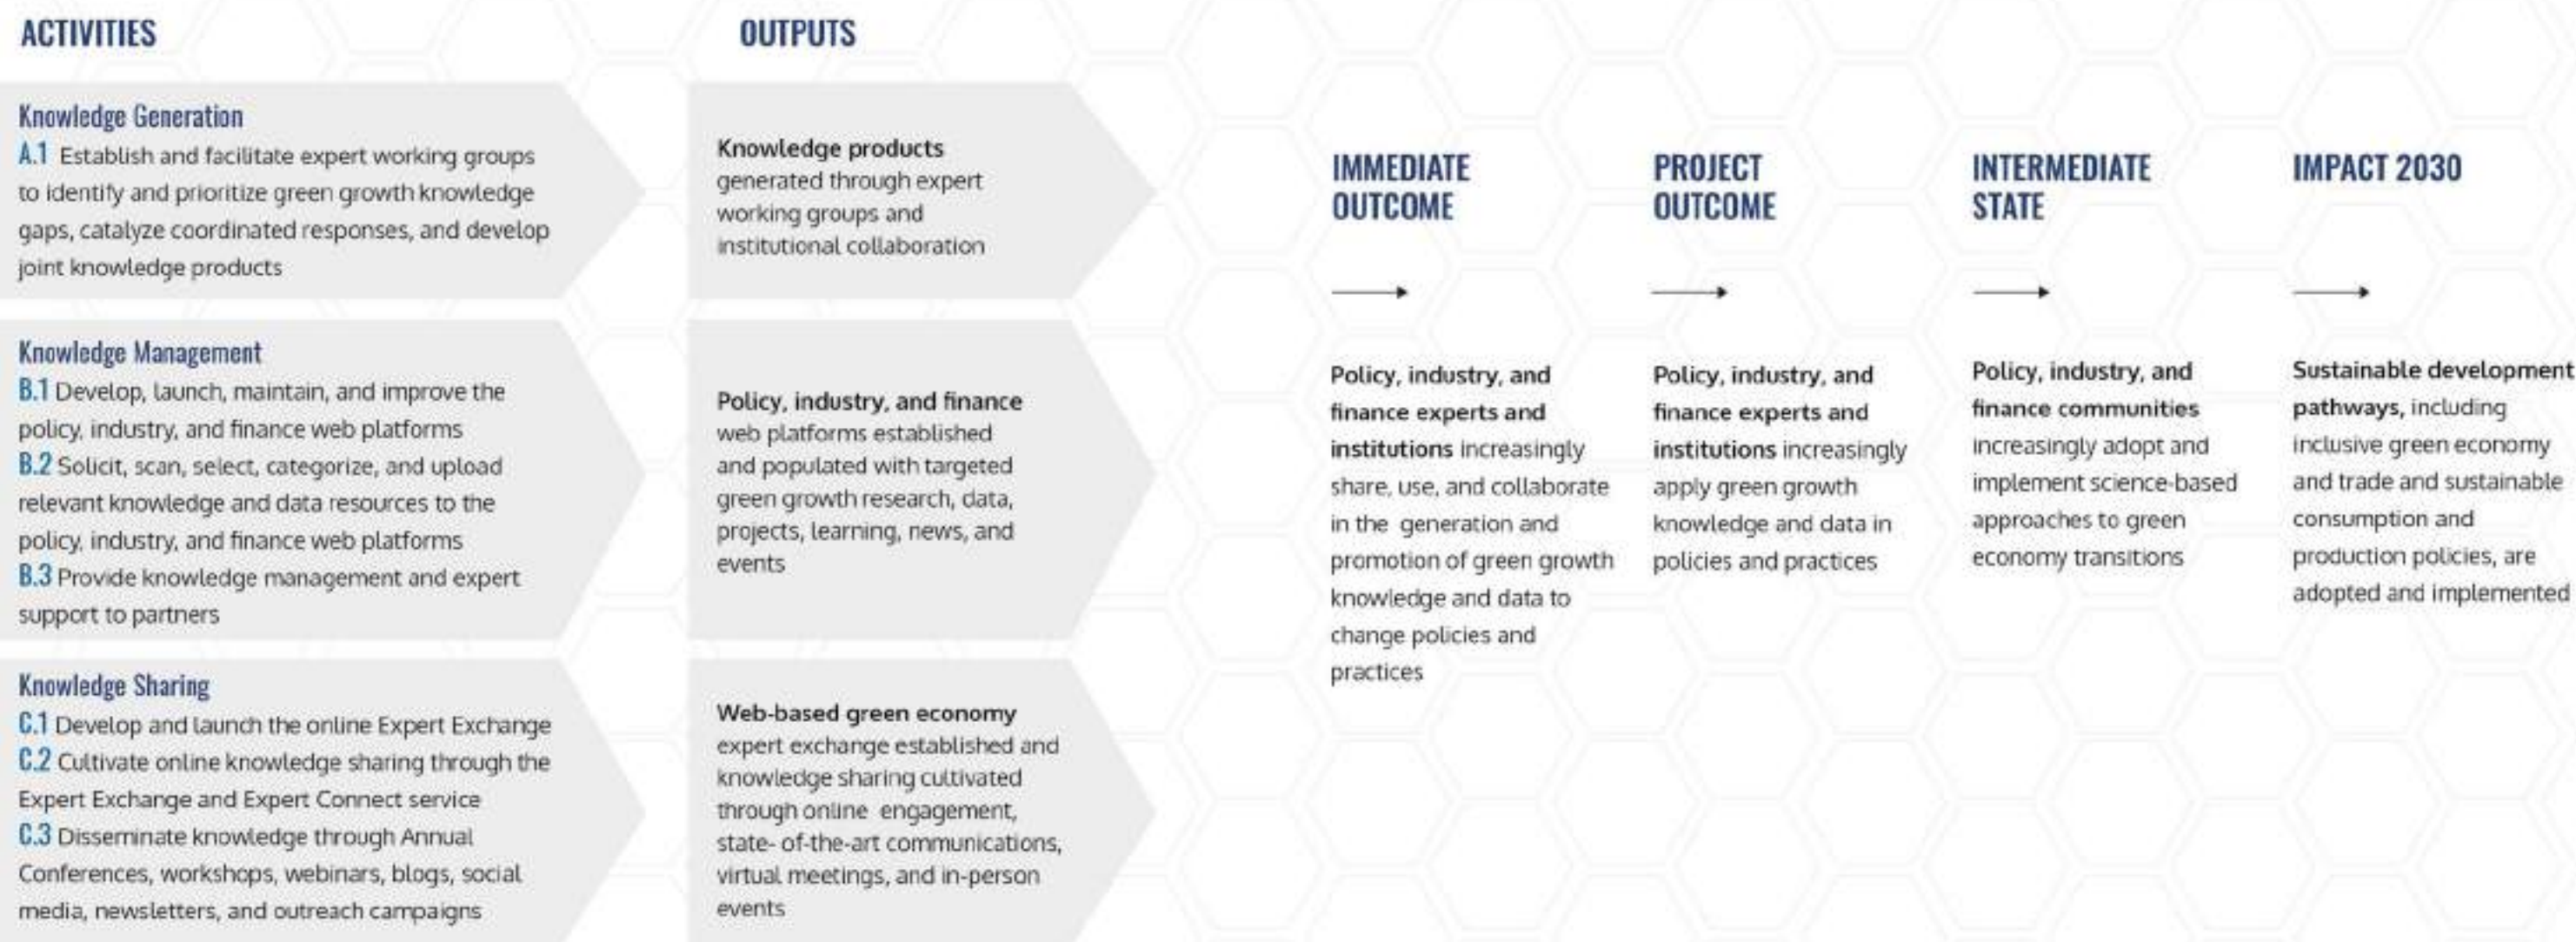 ACTIVITIES
Knowledge Generation
A.1 Establish and facilitate expert working groups
to identify and prioritize green growth knowledge
gaps, catalyze coordinated responses, and develop
joint knowledge products
Knowledge Management
B.1 Develop, launch, maintain, and improve the
policy, industry, and finance web platforms
B.2 Solicit, scan, select, categorize, and upload
relevant knowledge and data resources to the
policy, industry, and finance web platforms
B.3 Provide knowledge management and expert
support to partners
Knowledge Sharing
C.1 Develop and launch the online Expert Exchange
C.2 Cultivate online knowledge sharing through the
Expert Exchange and Expert Connect service
C.3 Disseminate knowledge through Annual
Conferences, workshops, webinars, blogs, social
media, newsletters, and outreach campaigns
OUTPUTS
Knowledge products
generated through expert
working groups and
institutional collaboration
Policy, industry, and finance
web platforms established
and populated with targeted
green growth research, data,
projects, learning, news, and
events
Web-based green economy
expert exchange established and
knowledge sharing cultivated
through online engagement,
state- of-the-art communications,
virtual meetings, and in-person
events
IMMEDIATE
OUTCOME
Policy, industry, and
finance experts and
institutions increasingly
share, use, and collaborate
in the generation and
promotion of green growth
knowledge and data to
change policies and
practices
PROJECT
OUTCOME
Policy, industry, and
finance experts and
institutions increasingly
apply green growth
knowledge and data in
policies and practices
INTERMEDIATE
STATE
Policy, industry, and
finance communities
increasingly adopt and
implement science-based
approaches to green
economy transitions
IMPACT 2030
Sustainable development
pathways, including
inclusive green economy
and trade and sustainable
consumption and
production policies, are
adopted and implemented